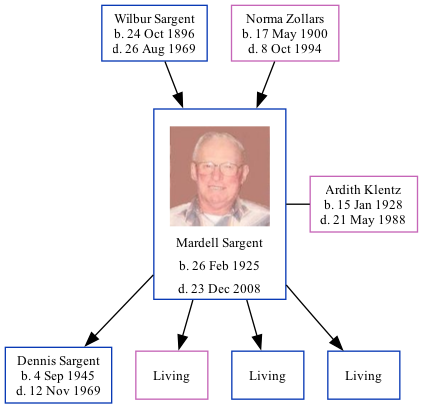 Wilbur Sargent
b. 24 Oct 1896
d. 26 Aug 1969
Norma Zollars
b. 17 May 1900
d. 8 Oct 1994
Mardell Sargent
b. 26 Feb 1925
d. 23 Dec 2008
Ardith Klentz
b. 15 Jan 1928
d. 21 May 1988
Dennis Sargent
b. 4 Sep 1945
d. 12 Nov 1969
Living
Living
Living